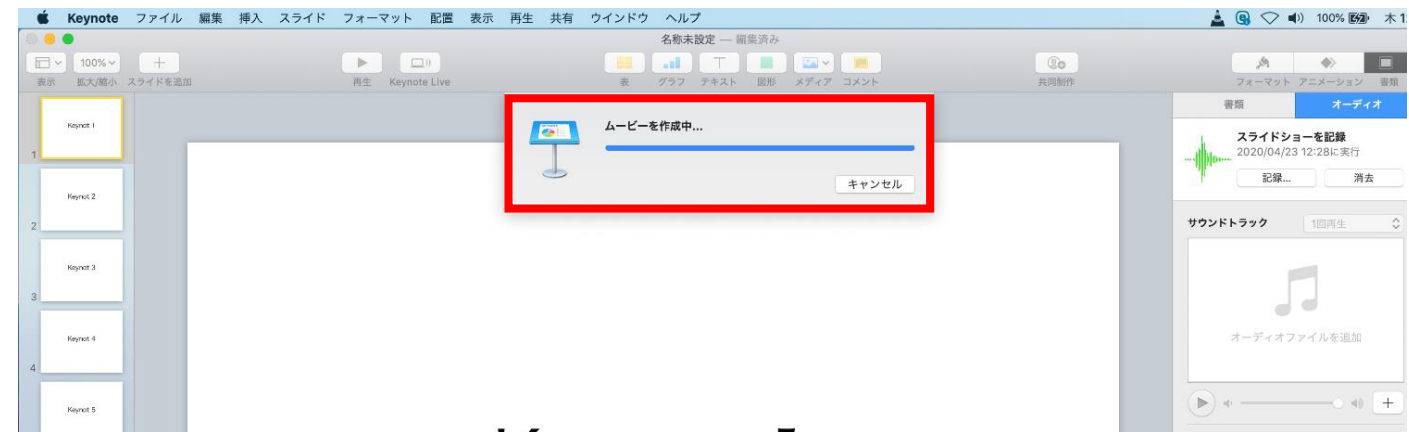 Keynote ファイル 編集 挿入 スライド フォーマット 配置 表示 再生 共有 ウインドウ ヘルプ 100% 木
名称未設定 — 編集済み
100%
表示 拡大/縮小 スライドを追加 再生 Keynote Live 表 グラフ テキスト 図形 メディア コメント 共同制作 フォーマット アニメーション 書類
書類 オーディオ
ムービーを作成中...
キャンセル
スライドショーを記録
2020/04/23 12:28に実行
記録... 消去
サウンドトラック 1回再生
オーディオファイルを追加
Keynot 1
1
Keynot 2
2
Keynot 3
3
Keynot 4
4
Keynot 5